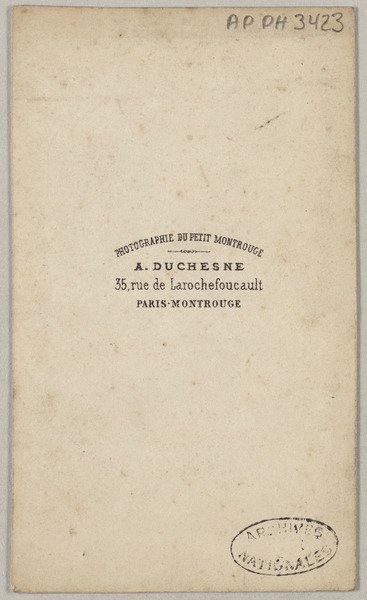 AP PH 3423
PHOTOGRAPHIE DU PETIT MONTROUGE
A. DUCHESNE
35, rue de Larochefoucault
PARIS-MONTROUGE
ARCHIVES
NATIONALES